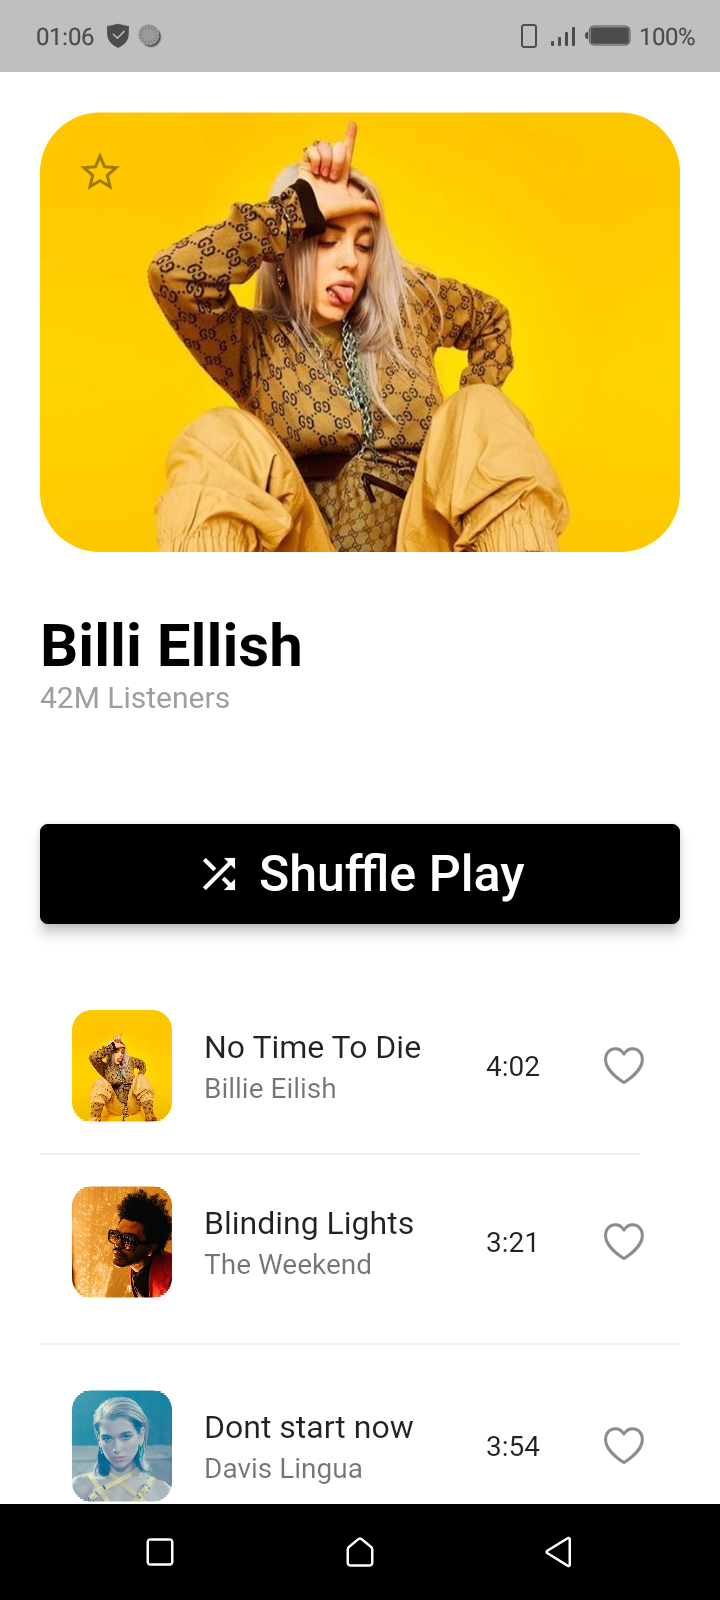 01:06
100%
Billi Ellish
42M Listeners
Shuffle Play
No Time To Die
Billie Eilish
4:02
Blinding Lights
The Weekend
3:21
Dont start now
Davis Lingua
3:54